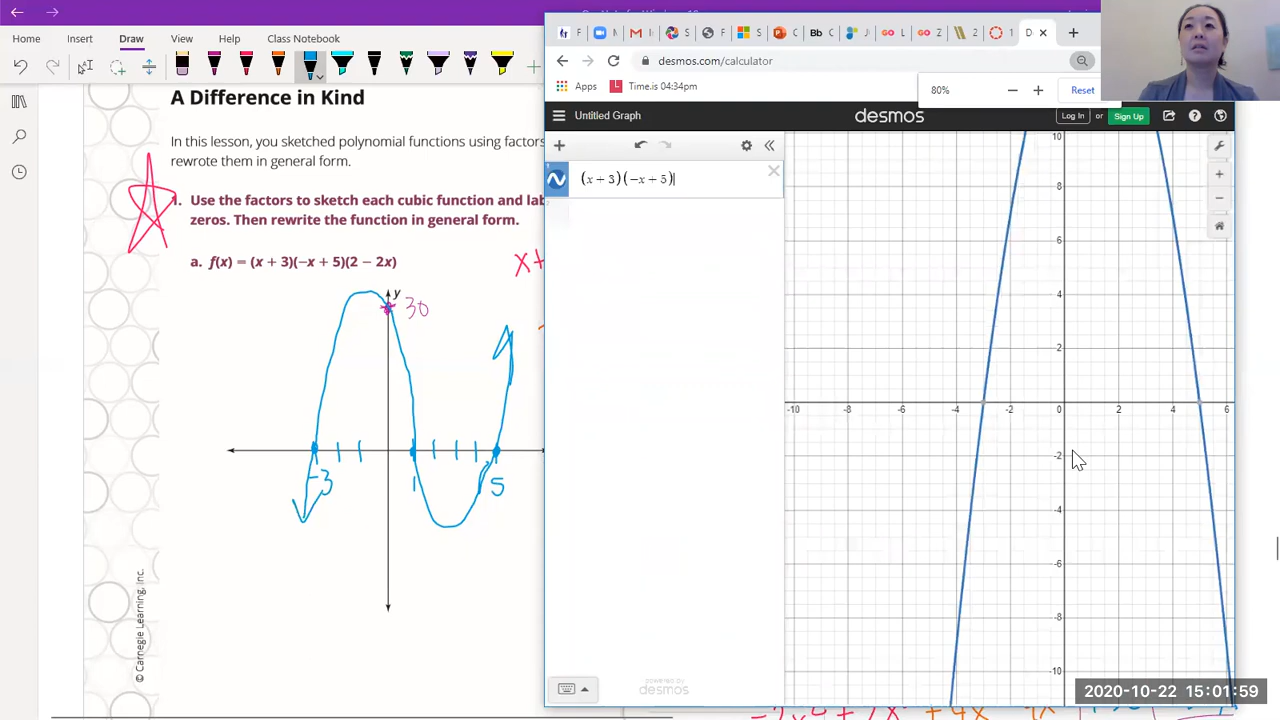 Home Insert Draw View Help Class Notebook
A Difference in Kind
In this lesson, you sketched polynomial functions using factors
rewrote them in general form.
1. Use the factors to sketch each cubic function and lab
zeros. Then rewrite the function in general form.
a. f(x) = (x + 3)(−x + 5)(2 − 2x)
x+
y
30
-3
1
5
© Carnegie Learning, Inc.
desmos.com/calculator
Apps Time.is 04:34pm
80% Reset
Untitled Graph desmos Log In or Sign Up
1
(x + 3)(−x + 5)
2
10
8
6
4
2
-10 -8 -6 -4 -2 0 2 4 6
-2
-4
-6
-8
-10
powered by
desmos
2020-10-22 15:01:59